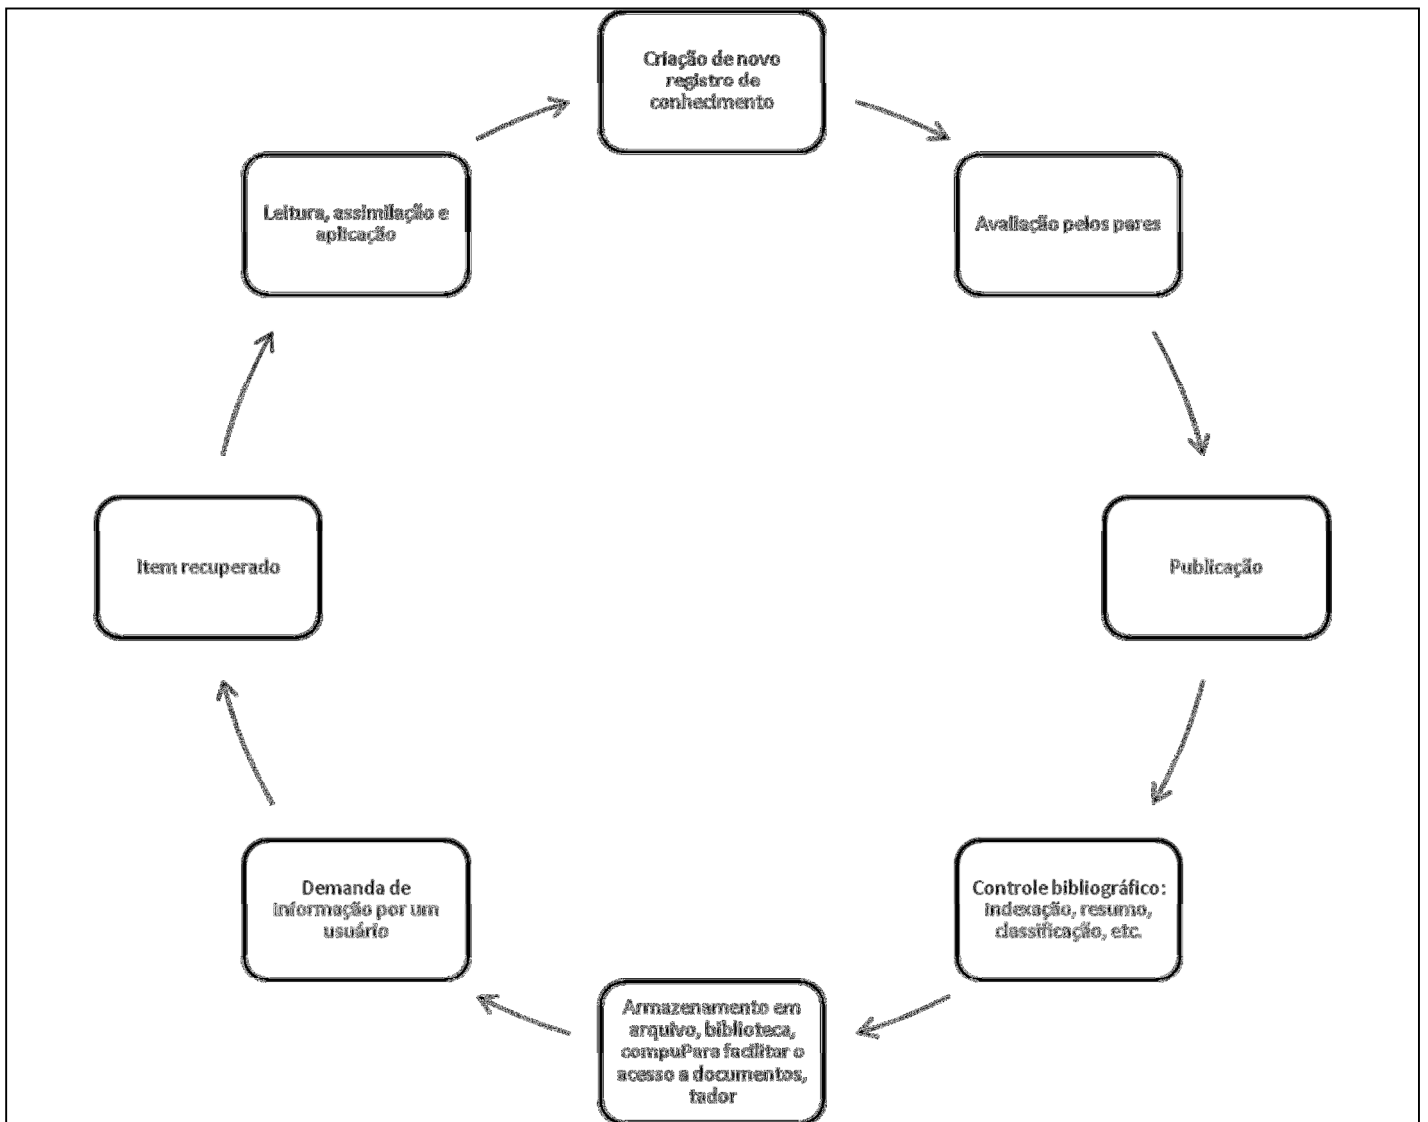 Criação de novo
registro de
conhecimento
Avaliação pelos pares
Publicação
Controle bibliográfico:
indexação, resumo,
classificação, etc.
Armazenamento em
arquivo, biblioteca,
compuPara facilitar o
acesso a documentos,
tador
Demanda de
informação por um
usuário
Item recuperado
Leitura, assimilação e
aplicação